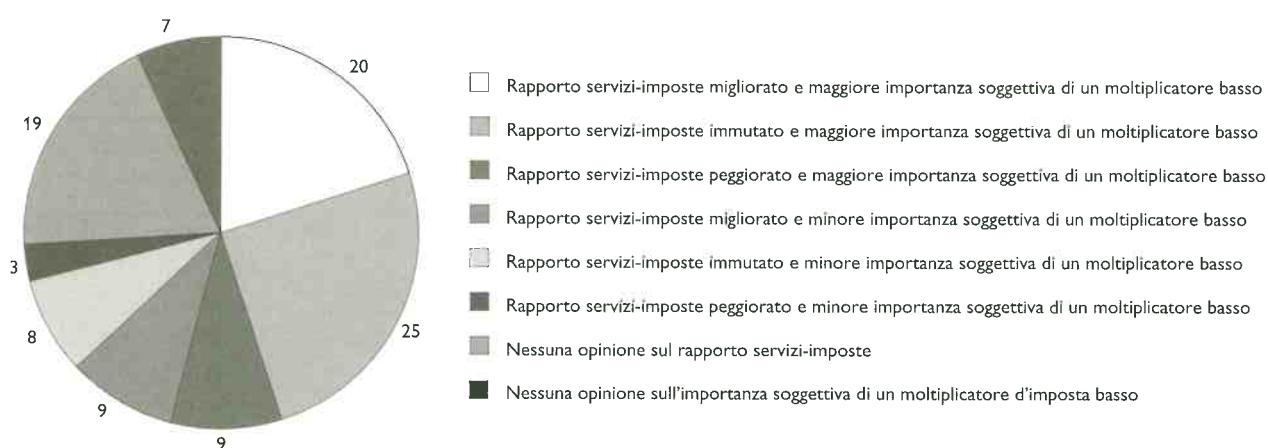 7
20
19
3
8
25
9
9
Rapporto servizi-imposte migliorato e maggiore importanza soggettiva di un moltiplicatore basso
Rapporto servizi-imposte immutato e maggiore importanza soggettiva di un moltiplicatore basso
Rapporto servizi-imposte peggiorato e maggiore importanza soggettiva di un moltiplicatore basso
Rapporto servizi-imposte migliorato e minore importanza soggettiva di un moltiplicatore basso
Rapporto servizi-imposte immutato e minore importanza soggettiva di un moltiplicatore basso
Rapporto servizi-imposte peggiorato e minore importanza soggettiva di un moltiplicatore basso
Nessuna opinione sul rapporto servizi-imposte
Nessuna opinione sull'importanza soggettiva di un moltiplicatore d'imposta basso